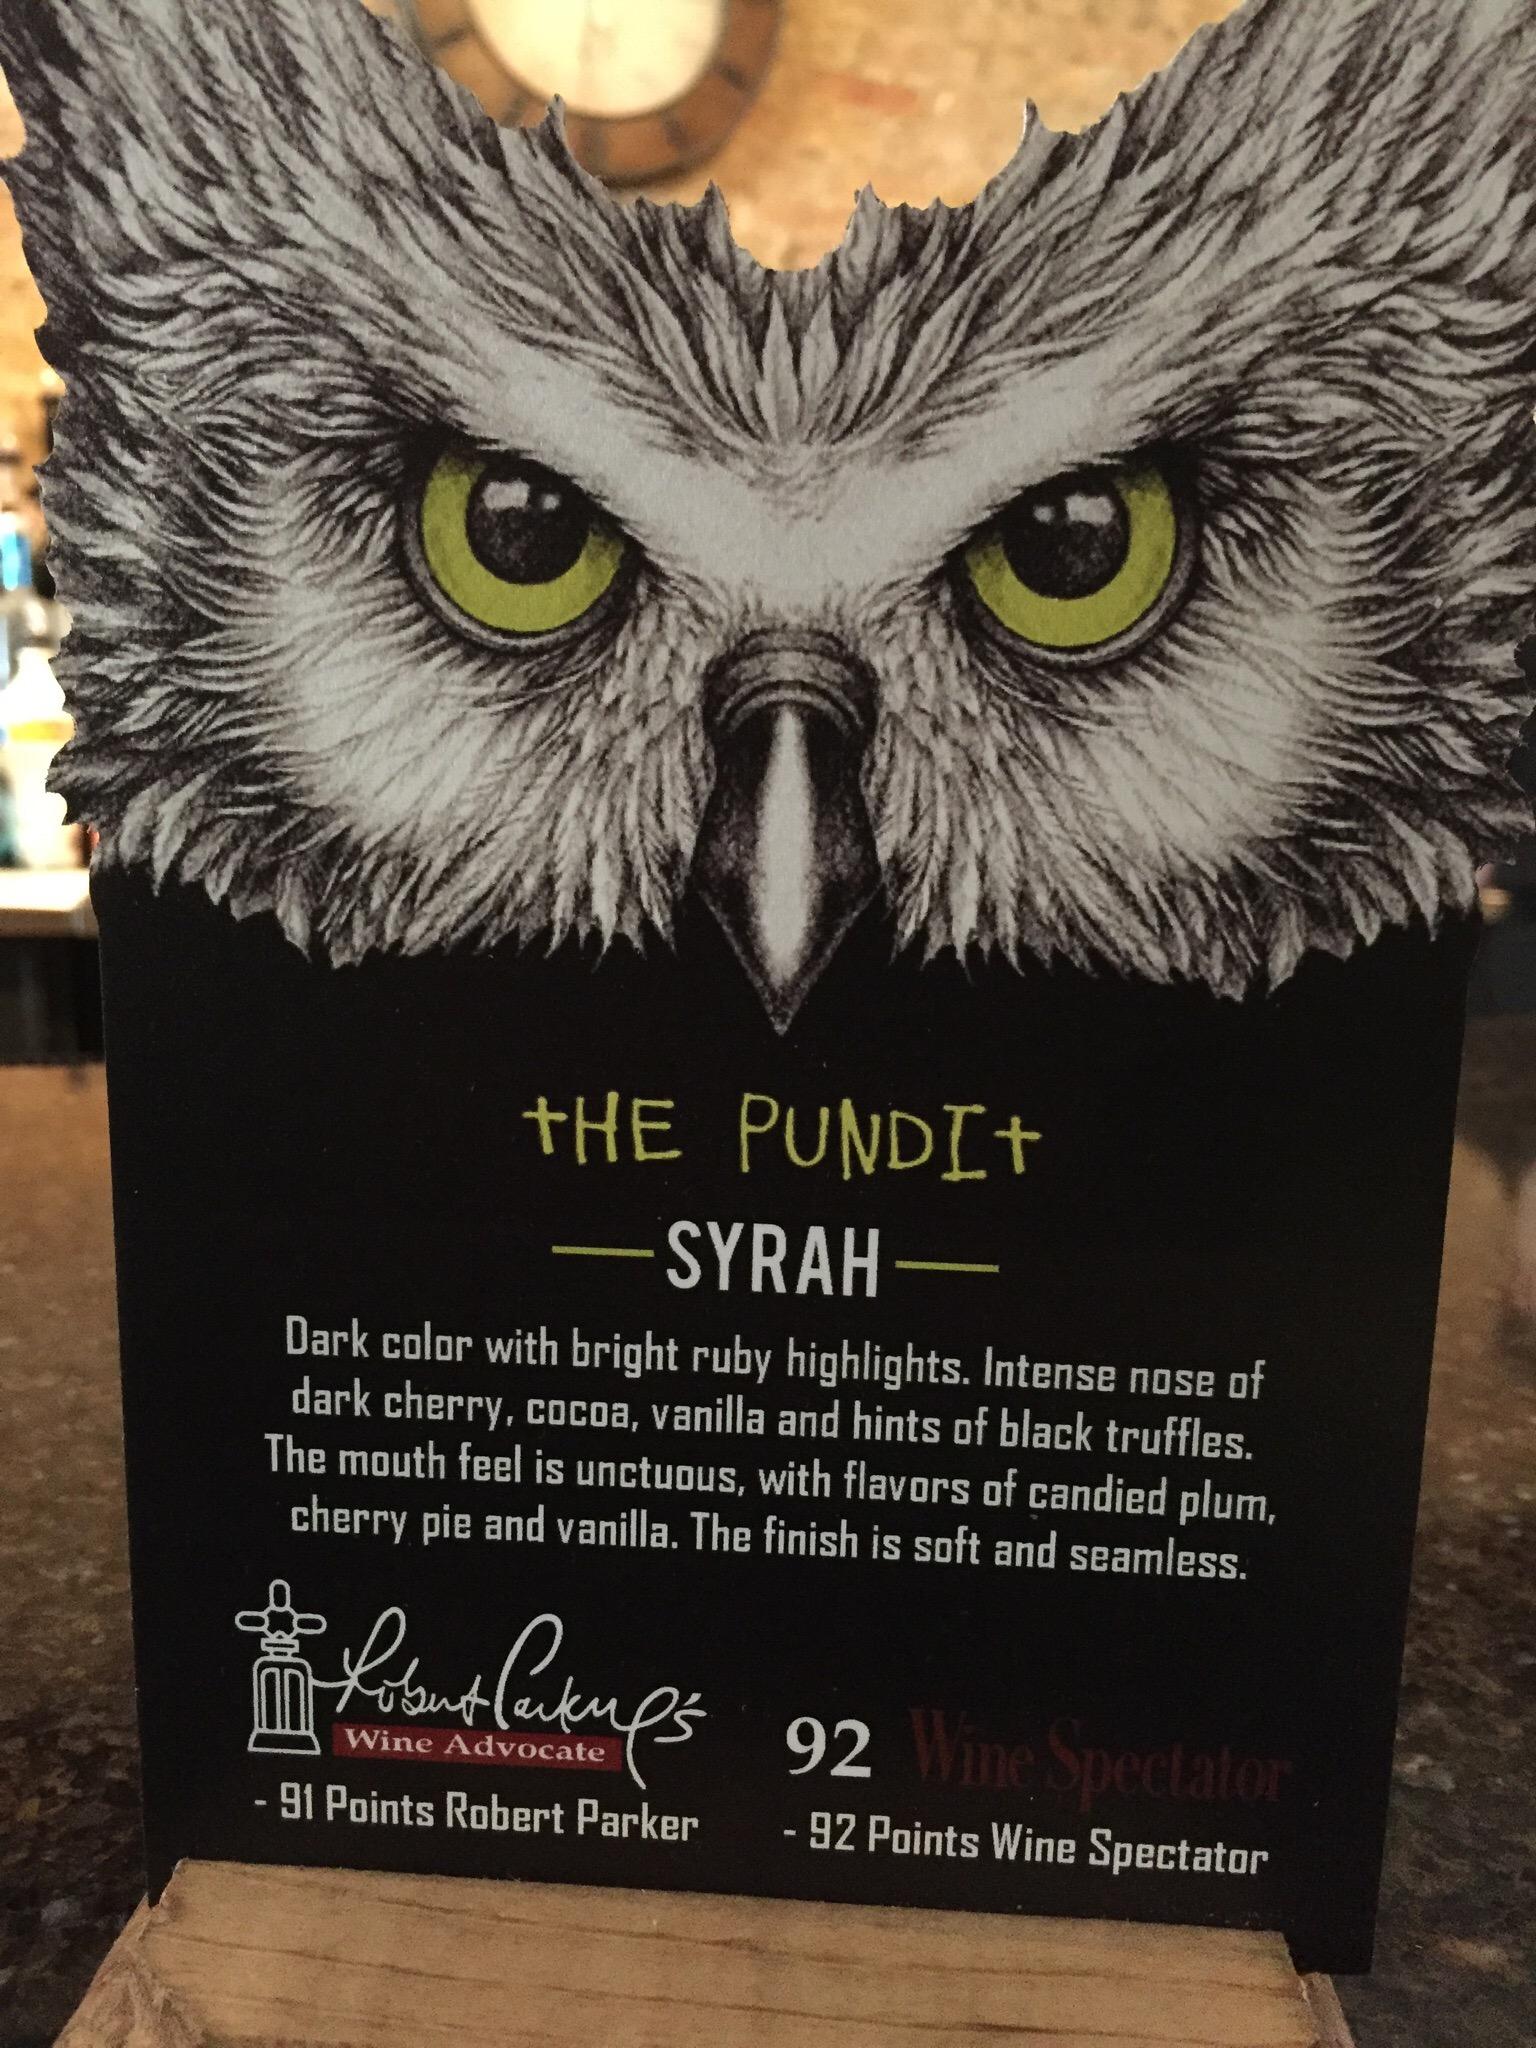 tHE PUNDIt
SYRAH
Dark color with bright ruby highlights. Intense nose of
dark cherry, cocoa, vanilla and hints of black truffles.
The mouth feel is unctuous, with flavors of candied plum,
cherry pie and vanilla. The finish is soft and seamless.
Robert Parker's
Wine Advocate
- 91 Points Robert Parker
92 Wine Spectator
- 92 Points Wine Spectator